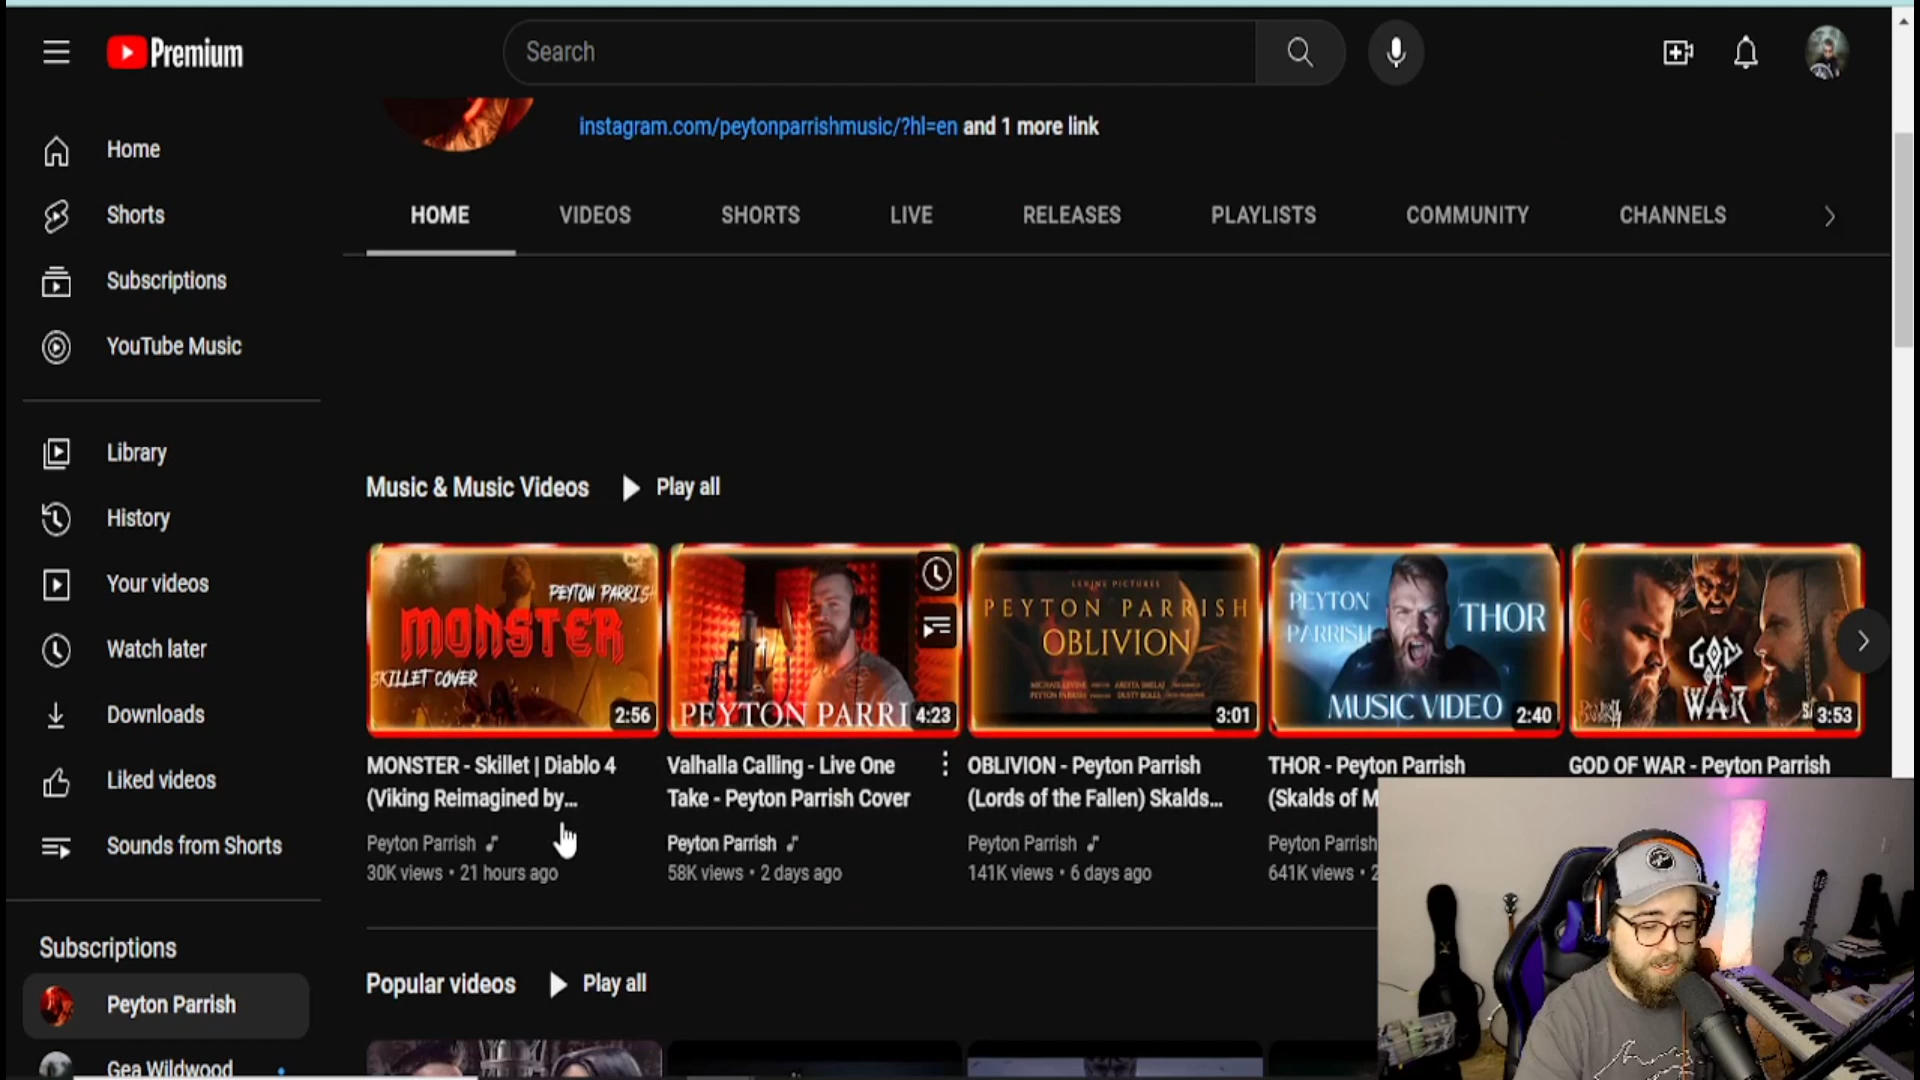 Premium
Search
instagram.com/peytonparrishmusic/?hl=en and 1 more link
Home
Shorts
Subscriptions
YouTube Music
Library
History
Your videos
Watch later
Downloads
Liked videos
Sounds from Shorts
Subscriptions
Peyton Parrish
Gea Wildwood
HOME
VIDEOS
SHORTS
LIVE
RELEASES
PLAYLISTS
COMMUNITY
CHANNELS
Music & Music Videos
Play all
PEYTON PARRISH
MONSTER
SKILLET COVER
2:56
MONSTER - Skillet | Diablo 4
(Viking Reimagined by...
Peyton Parrish
30K views • 21 hours ago
PEYTON PARRI
4:23
Valhalla Calling - Live One
Take - Peyton Parrish Cover
Peyton Parrish
58K views • 2 days ago
LEVINE PICTURES
PEYTON PARRISH
OBLIVION
3:01
OBLIVION - Peyton Parrish
(Lords of the Fallen) Skalds...
Peyton Parrish
141K views • 6 days ago
PEYTON
PARRISH
THOR
MUSIC VIDEO
2:40
THOR - Peyton Parrish
(Skalds of M
Peyton Parrish
641K views • 2
GOD
OF
WAR
3:53
GOD OF WAR - Peyton Parrish
Popular videos
Play all